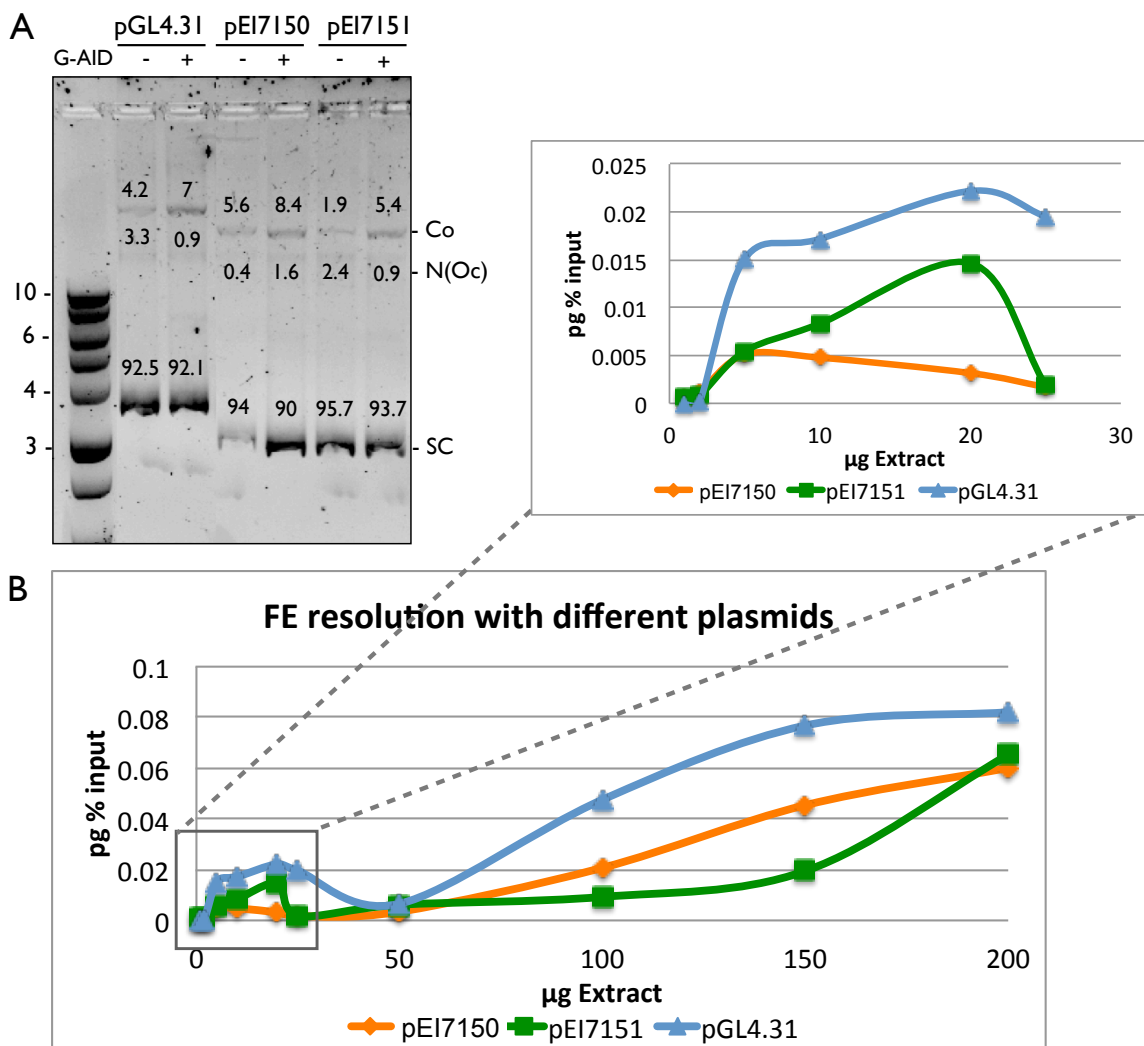 A
pGL4.31 pEI7150 pEI7151
G-AID - + - + - +
4.2 7 5.6 8.4 1.9 5.4
Co
3.3 0.9 0.4 1.6 2.4 0.9
N(Oc)
10
6
4
3
92.5 92.1 94 90 95.7 93.7
SC
0.025
0.02
0.015
0.01
0.005
0
pg % input
0 10 20 30
µg Extract
pEI7150 pEI7151 pGL4.31
B
FE resolution with different plasmids
0.1
0.08
0.06
0.04
0.02
0
pg % input
0 50 100 150 200
µg Extract
pEI7150 pEI7151 pGL4.31